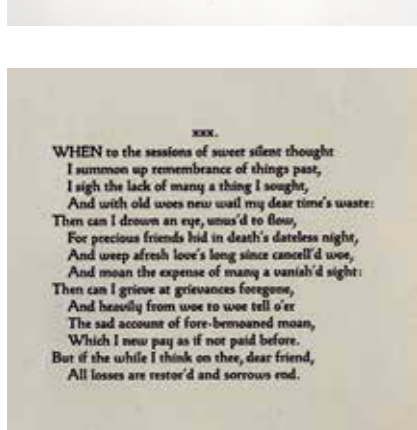 XXX.
WHEN to the sessions of sweet silent thought
I summon up remembrance of things past,
I sigh the lack of many a thing I sought,
And with old woes new wail my dear time's waste:
Then can I drown an eye, unus'd to flow,
For precious friends hid in death's dateless night,
And weep afresh love's long since cancell'd woe,
And moan the expense of many a vanish'd sight:
Then can I grieve at grievances foregone,
And heavily from woe to woe tell o'er
The sad account of fore-bemoaned moan,
Which I new pay as if not paid before.
But if the while I think on thee, dear friend,
All losses are restor'd and sorrows end.